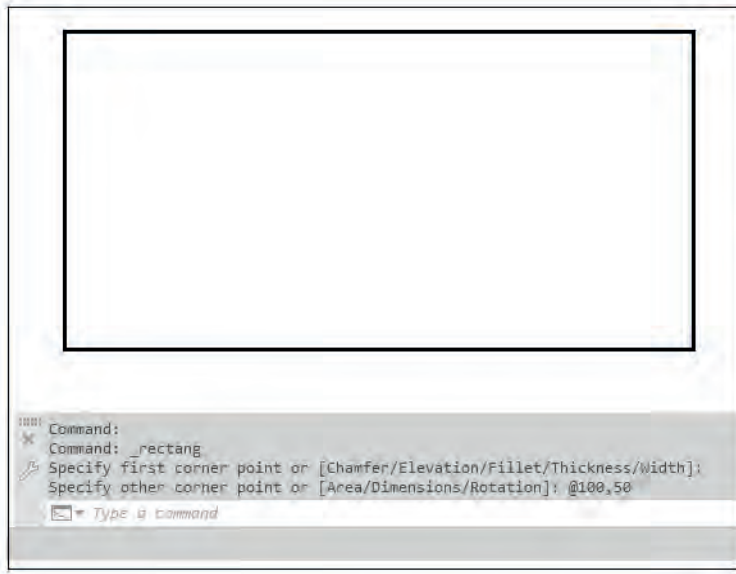 Command:
Command: _rectang
Specify first corner point or [Chamfer/Elevation/Fillet/Thickness/Width]:
Specify other corner point or [Area/Dimensions/Rotation]: @100,50
Type a command